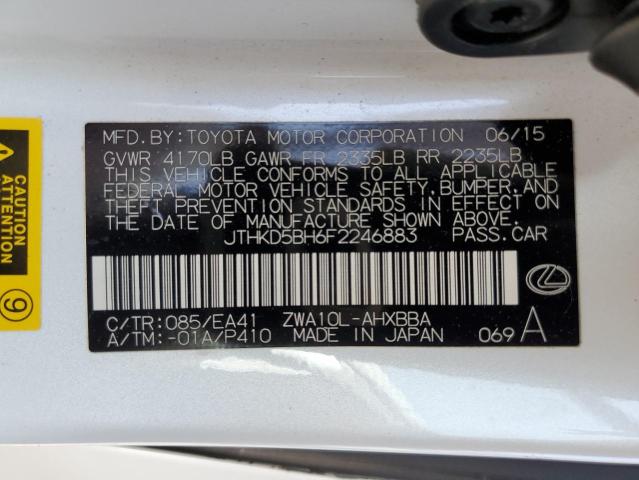 MFD. BY: TOYOTA MOTOR CORPORATION 06/15
GVWR 4170LB GAWR FR 2335LB RR 2235LB
THIS VEHICLE CONFORMS TO ALL APPLICABLE
FEDERAL MOTOR VEHICLE SAFETY, BUMPER, AND
THEFT PREVENTION STANDARDS IN EFFECT ON
THE DATE OF MANUFACTURE SHOWN ABOVE.
JTHKD5BH6F2246883 PASS. CAR
C/TR: 085/EA41 ZWA10L-AHXBBA
A/TM: -01A/P410 MADE IN JAPAN 069 A
ATTENTION
9